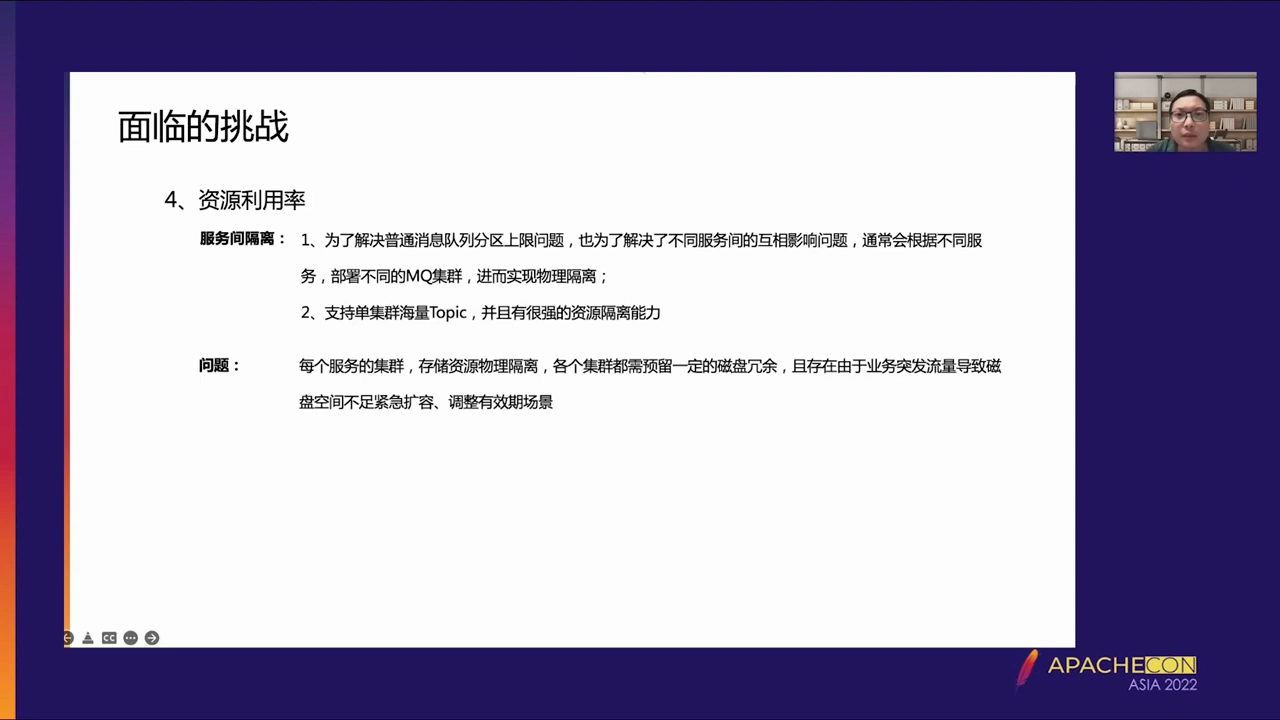 面临的挑战
4、资源利用率
服务间隔离： 1、为了解决普通消息队列分区上限问题，也为了解决了不同服务间的互相影响问题，通常会根据不同服
务，部署不同的MQ集群，进而实现物理隔离；
2、支持单集群海量Topic，并且有很强的资源隔离能力
问题： 每个服务的集群，存储资源物理隔离，各个集群都需预留一定的磁盘冗余，且存在由于业务突发流量导致磁
盘空间不足紧急扩容、调整有效期场景
CC
APACHECON
ASIA 2022